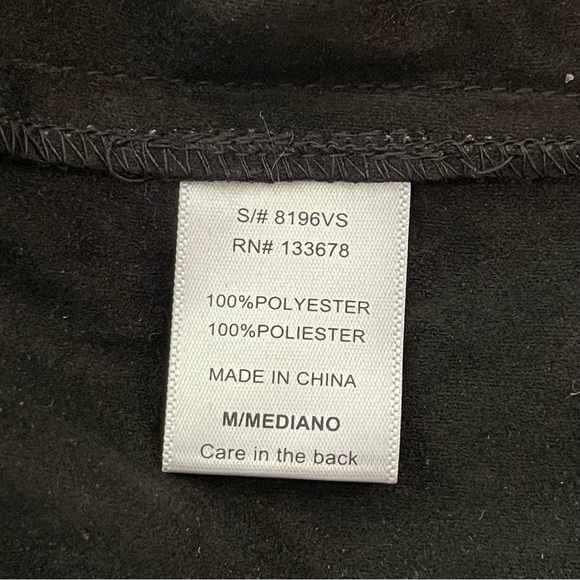 S/# 8196VS
RN# 133678
100%POLYESTER
100%POLIESTER
MADE IN CHINA
M/MEDIANO
Care in the back